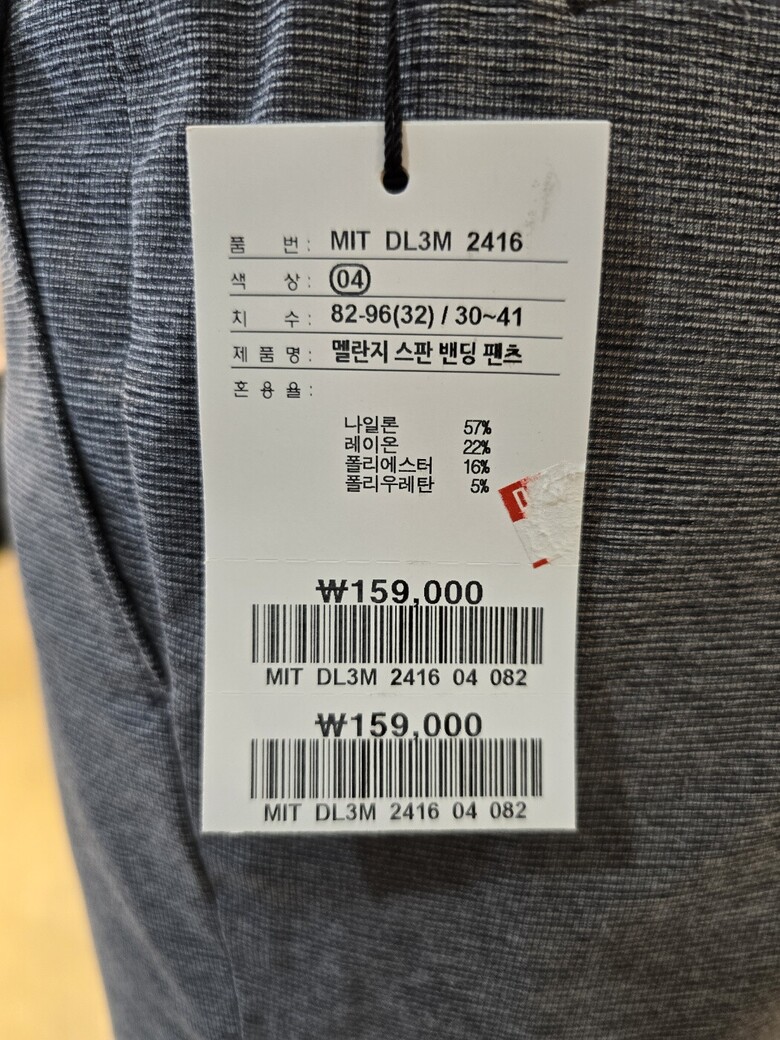 품 번 : MIT DL3M 2416
색 상 : 04
치 수 : 82-96(32) / 30~41
제 품 명 : 멜란지 스판 밴딩 팬츠
혼 용 율 :
나일론 57%
레이온 22%
폴리에스터 16%
폴리우레탄 5%
₩159,000
MIT DL3M 2416 04 082
₩159,000
MIT DL3M 2416 04 082